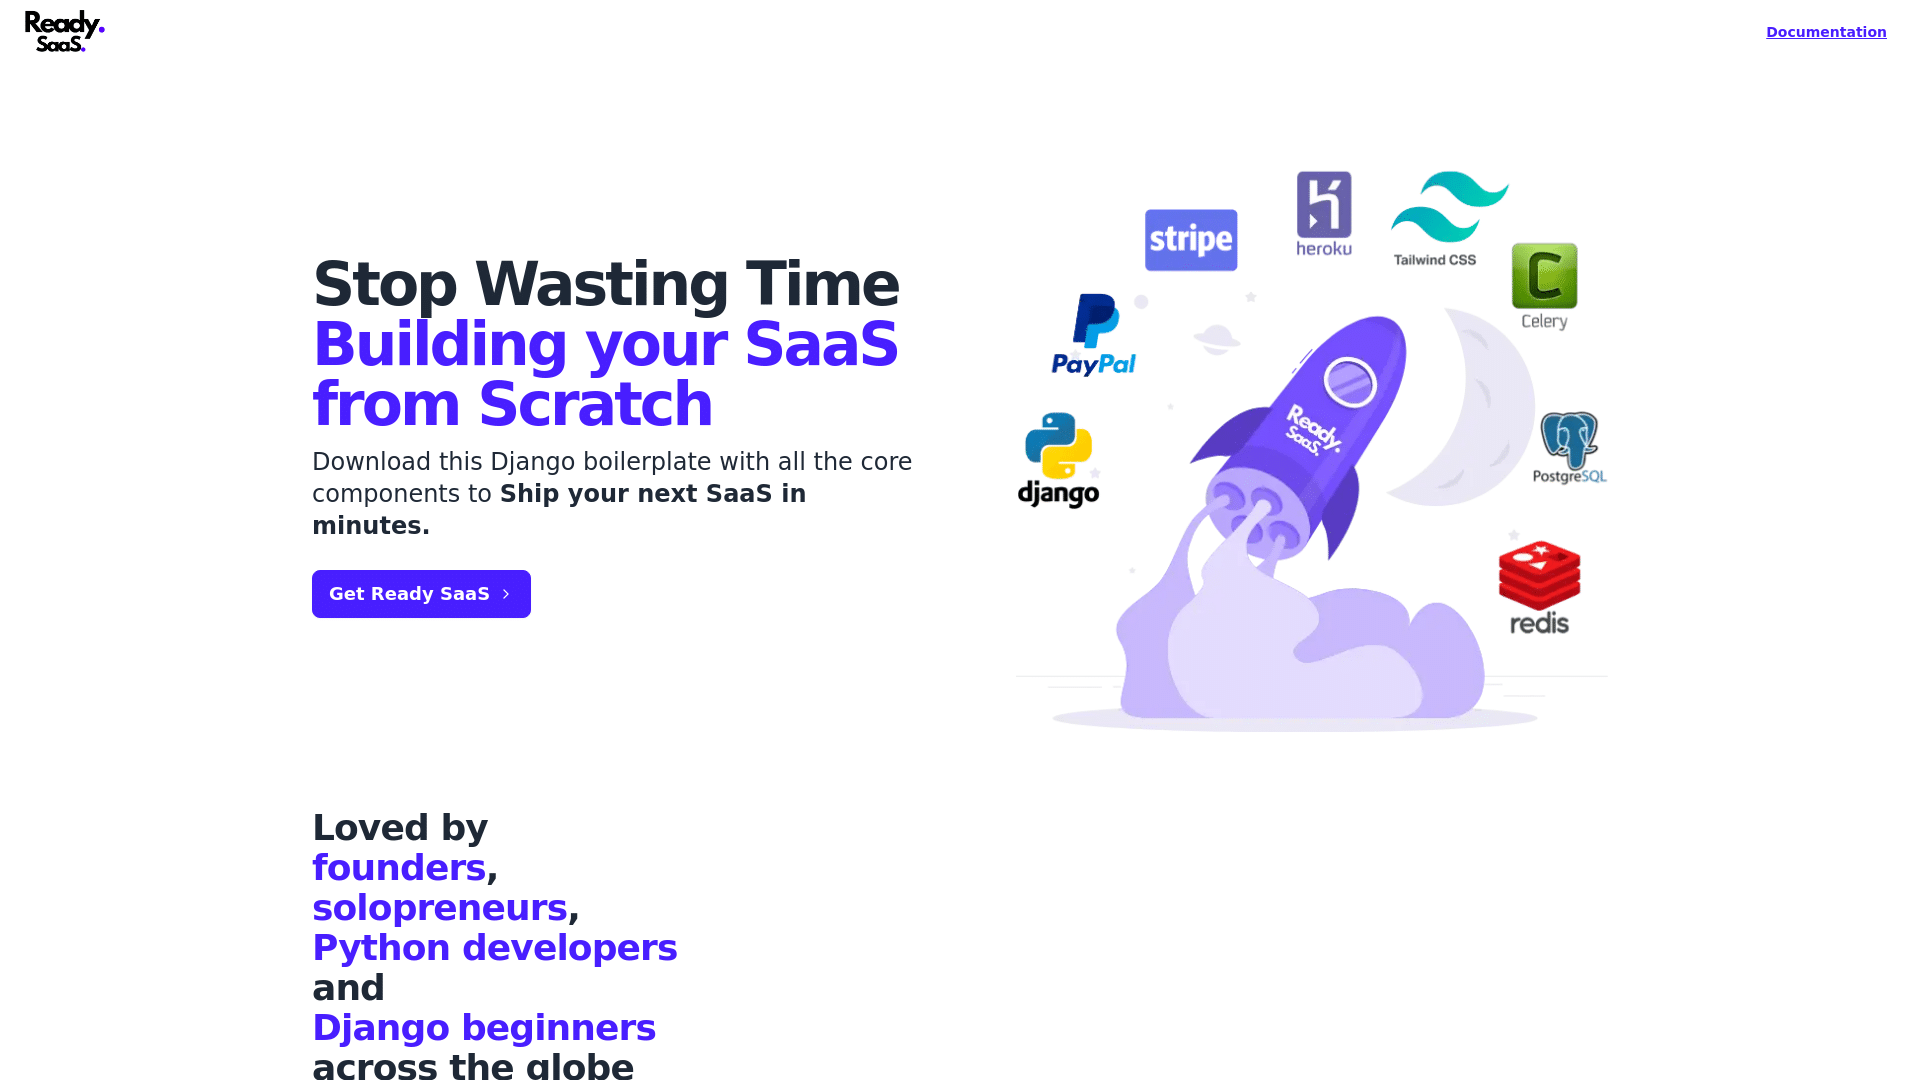 Ready.
SaaS.
Documentation
Stop Wasting Time
Building your SaaS
from Scratch
Download this Django boilerplate with all the core
components to Ship your next SaaS in
minutes.
Get Ready SaaS
stripe
heroku
Tailwind CSS
Celery
PayPal
django
PostgreSQL
redis
Ready.
SaaS.
Loved by
founders,
solopreneurs,
Python developers
and
Django beginners
across the globe